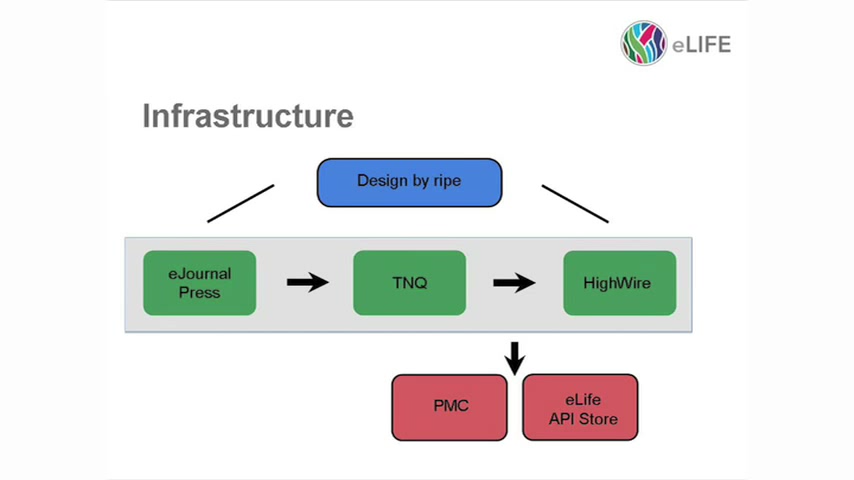 eLIFE
Infrastructure
Design by ripe
eJournal
Press
TNQ
HighWire
PMC
eLife
API Store